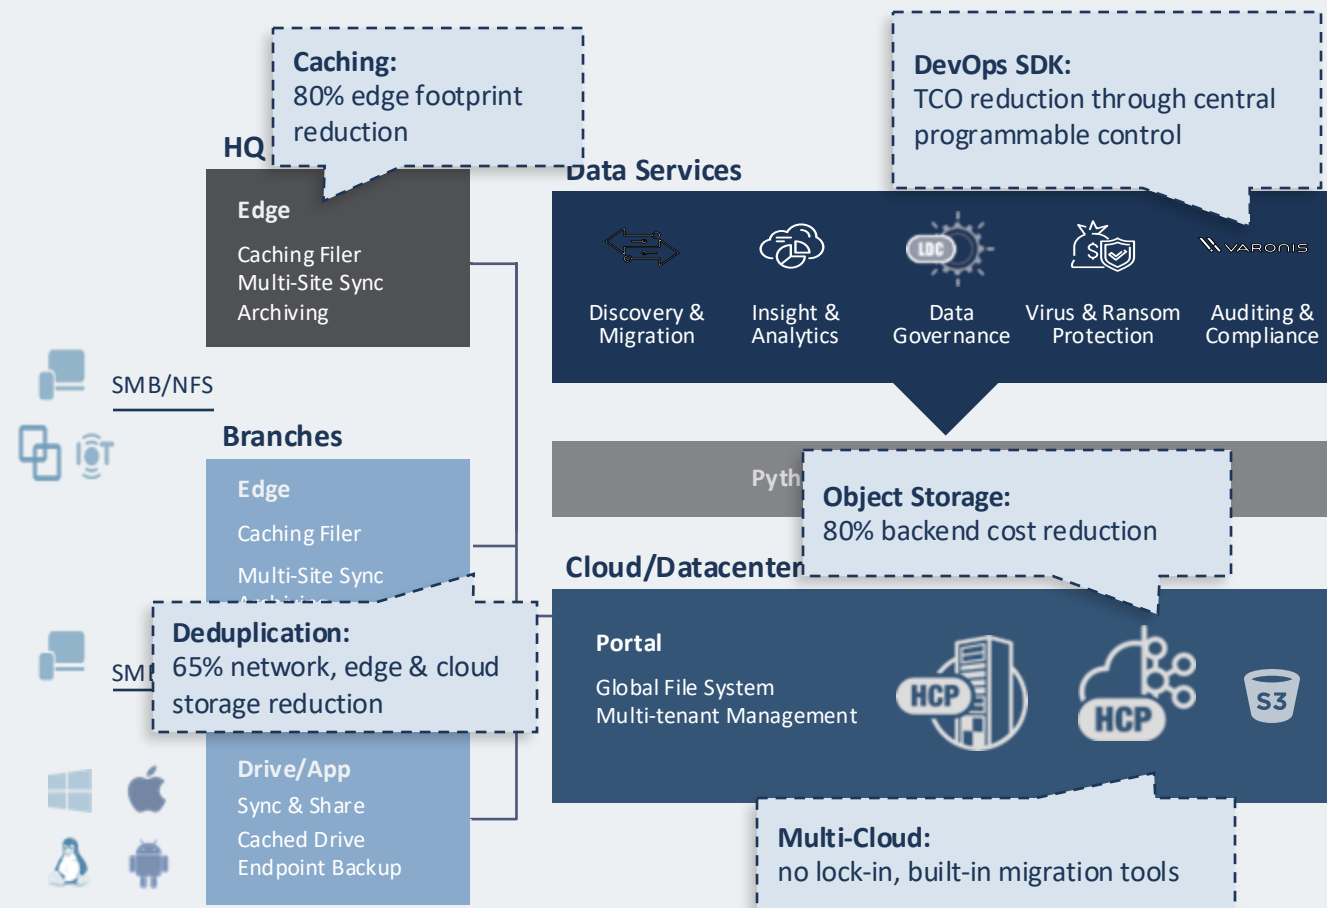 Caching:
80% edge footprint
reduction
DevOps SDK:
TCO reduction through central
programmable control
HQ
Data Services
Edge
Caching Filer
Multi-Site Sync
Archiving
LDC
VARONIS
Discovery &
Migration
Insight &
Analytics
Data
Governance
Virus & Ransom
Protection
Auditing &
Compliance
SMB/NFS
IOT
Branches
Edge
Caching Filer
Multi-Site Sync
Object Storage:
80% backend cost reduction
Cloud/Datacenter
Deduplication:
65% network, edge & cloud
storage reduction
Portal
Global File System
Multi-tenant Management
HCP
HCP
S3
Drive/App
Sync & Share
Cached Drive
Endpoint Backup
Multi-Cloud:
no lock-in, built-in migration tools